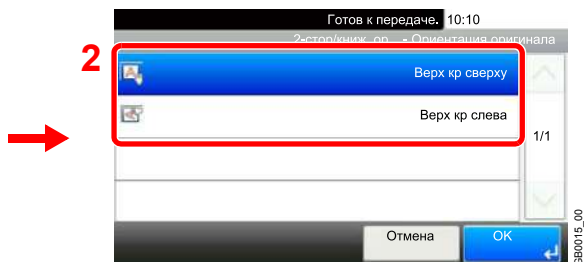 Готов к передаче. 10:10
2-стор/книж. ор... - Ориентация оригинала
2
Верх кр сверху
Верх кр слева
1/1
Отмена
OK
GB0015_00